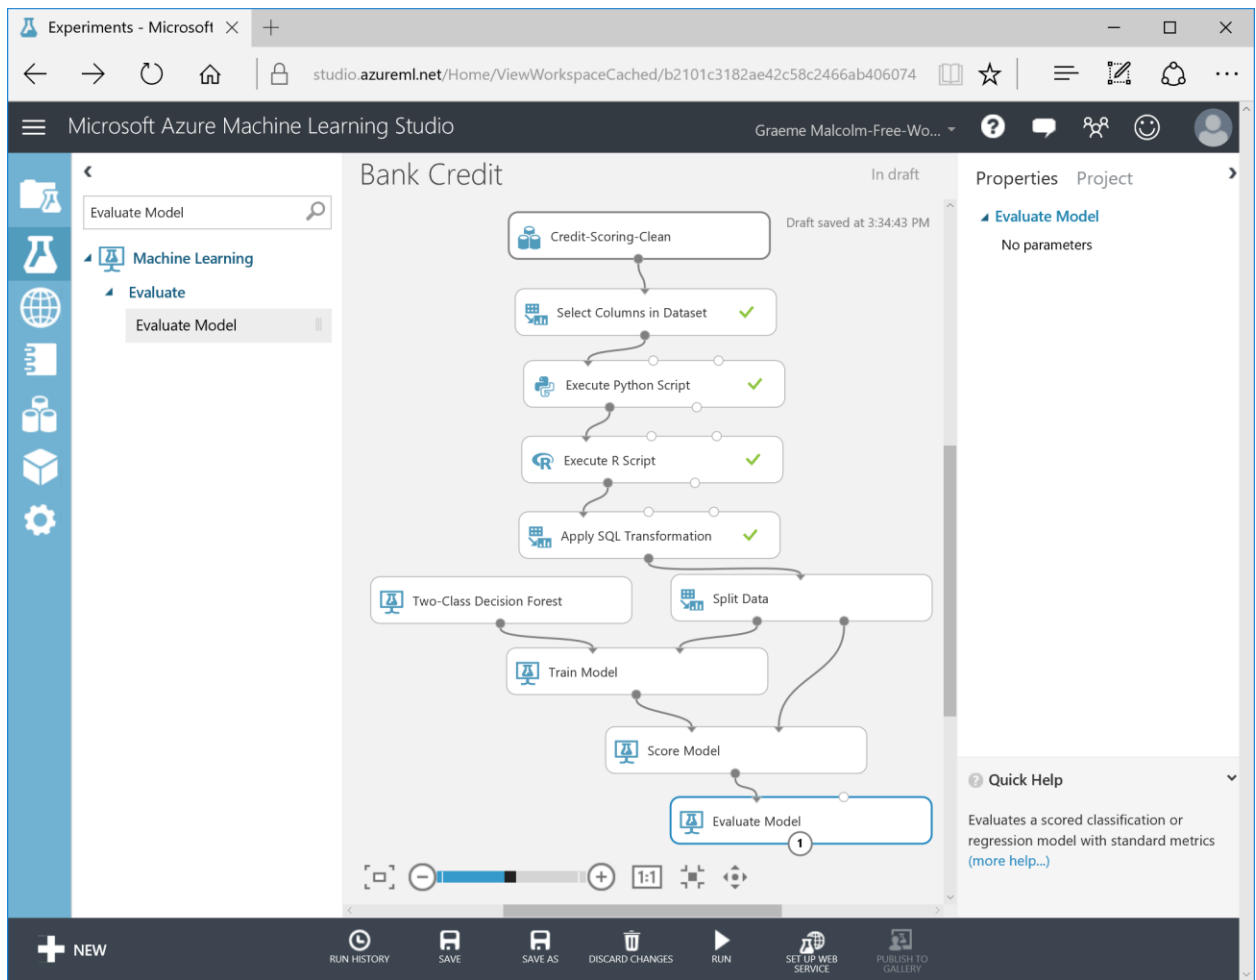 Experiments - Microsoft
studio.azureml.net/Home/ViewWorkspaceCached/b2101c3182ae42c58c2466ab406074
Microsoft Azure Machine Learning Studio
Graeme Malcolm-Free-Wo...
Evaluate Model
Machine Learning
Evaluate
Evaluate Model
Bank Credit
In draft
Draft saved at 3:34:43 PM
Credit-Scoring-Clean
Select Columns in Dataset
Execute Python Script
Execute R Script
Apply SQL Transformation
Two-Class Decision Forest
Split Data
Train Model
Score Model
Evaluate Model
1
1:1
Properties Project
Evaluate Model
No parameters
Quick Help
Evaluates a scored classification or
regression model with standard metrics
(more help...)
NEW
RUN HISTORY
SAVE
SAVE AS
DISCARD CHANGES
RUN
SET UP WEB
SERVICE
PUBLISH TO
GALLERY